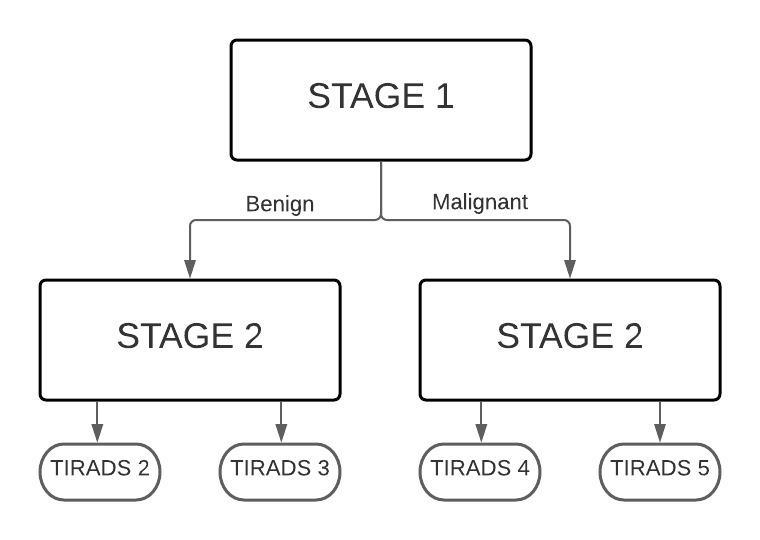 STAGE 1
Benign
Malignant
STAGE 2
STAGE 2
TIRADS 2
TIRADS 3
TIRADS 4
TIRADS 5